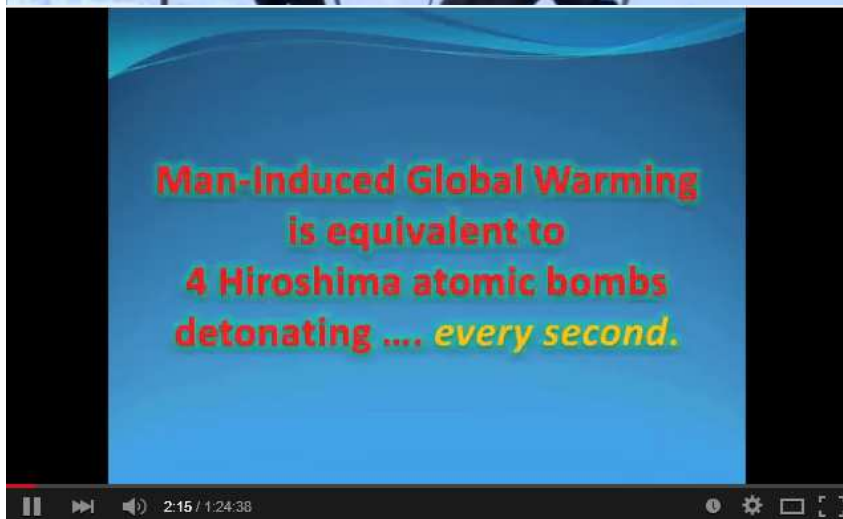 Man-Induced Global Warming
is equivalent to
4 Hiroshima atomic bombs
detonating .... every second.
2:15 / 1:24:38